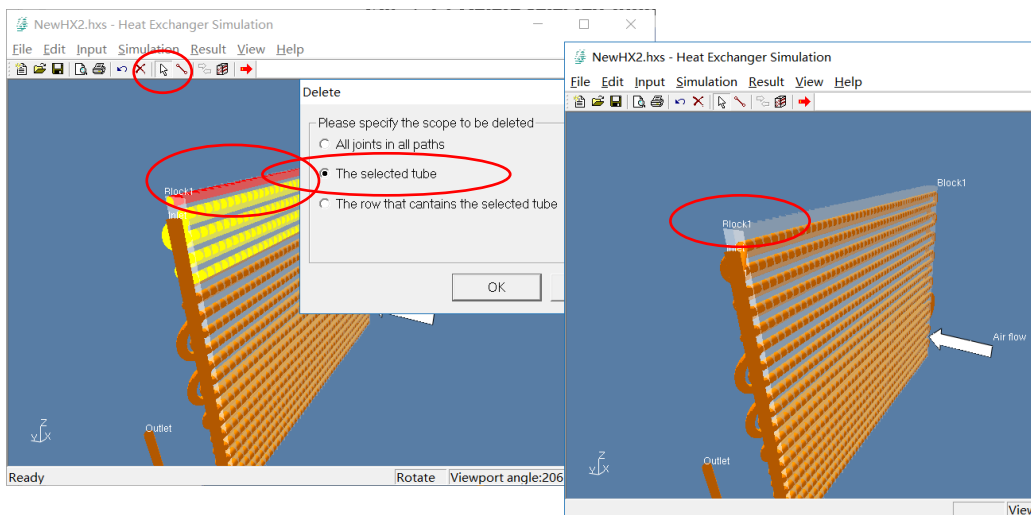 NewHX2.hxs - Heat Exchanger Simulation
File Edit Input Simulation Result View Help
Delete
Please specify the scope to be deleted
All joints in all paths
The selected tube
The row that cantains the selected tube
OK
Block1
Outlet
Z
y x
Ready
Rotate
Viewport angle:206
NewHX2.hxs - Heat Exchanger Simulation
File Edit Input Simulation Result View Help
Block1
Block1
Air flow
Outlet
Z
y x
View